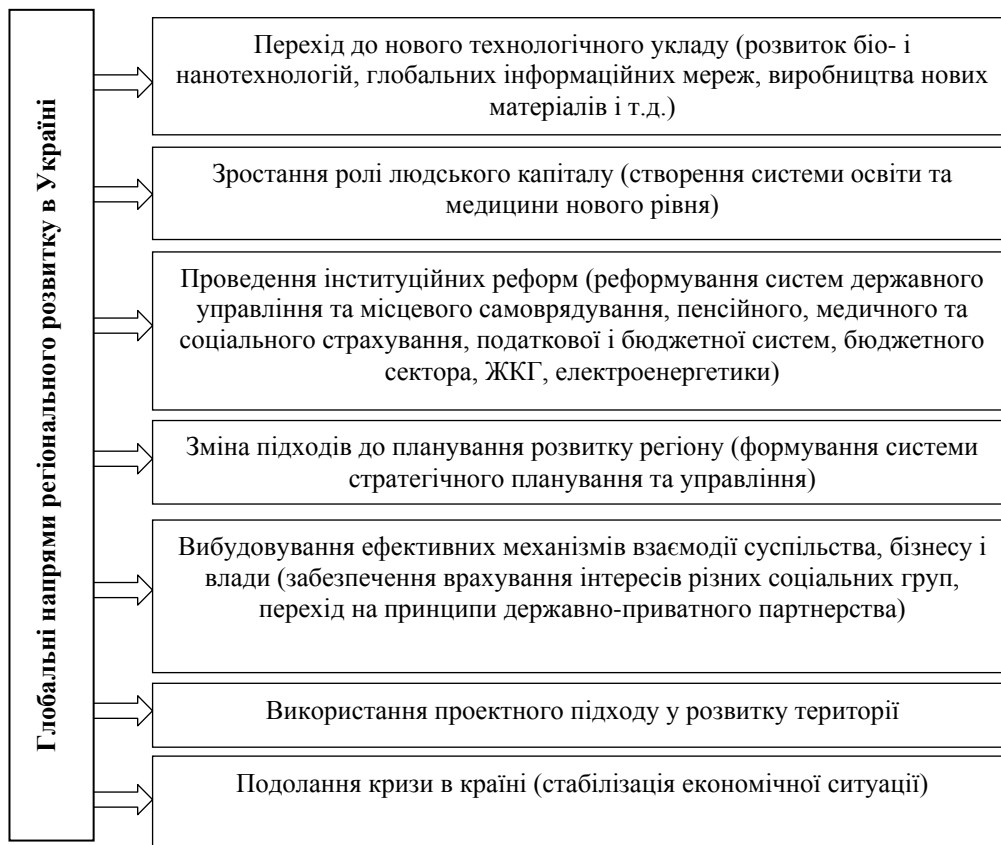 Глобальні напрями регіонального розвитку в Україні
Перехід до нового технологічного укладу (розвиток біо- і
нанотехнологій, глобальних інформаційних мереж, виробництва нових
матеріалів і т.д.)
Зростання ролі людського капіталу (створення системи освіти та
медицини нового рівня)
Проведення інституційних реформ (реформування систем державного
управління та місцевого самоврядування, пенсійного, медичного та
соціального страхування, податкової і бюджетної систем, бюджетного
сектора, ЖКГ, електроенергетики)
Зміна підходів до планування розвитку регіону (формування системи
стратегічного планування та управління)
Вибудовування ефективних механізмів взаємодії суспільства, бізнесу і
влади (забезпечення врахування інтересів різних соціальних груп,
перехід на принципи державно-приватного партнерства)
Використання проектного підходу у розвитку території
Подолання кризи в країні (стабілізація економічної ситуації)